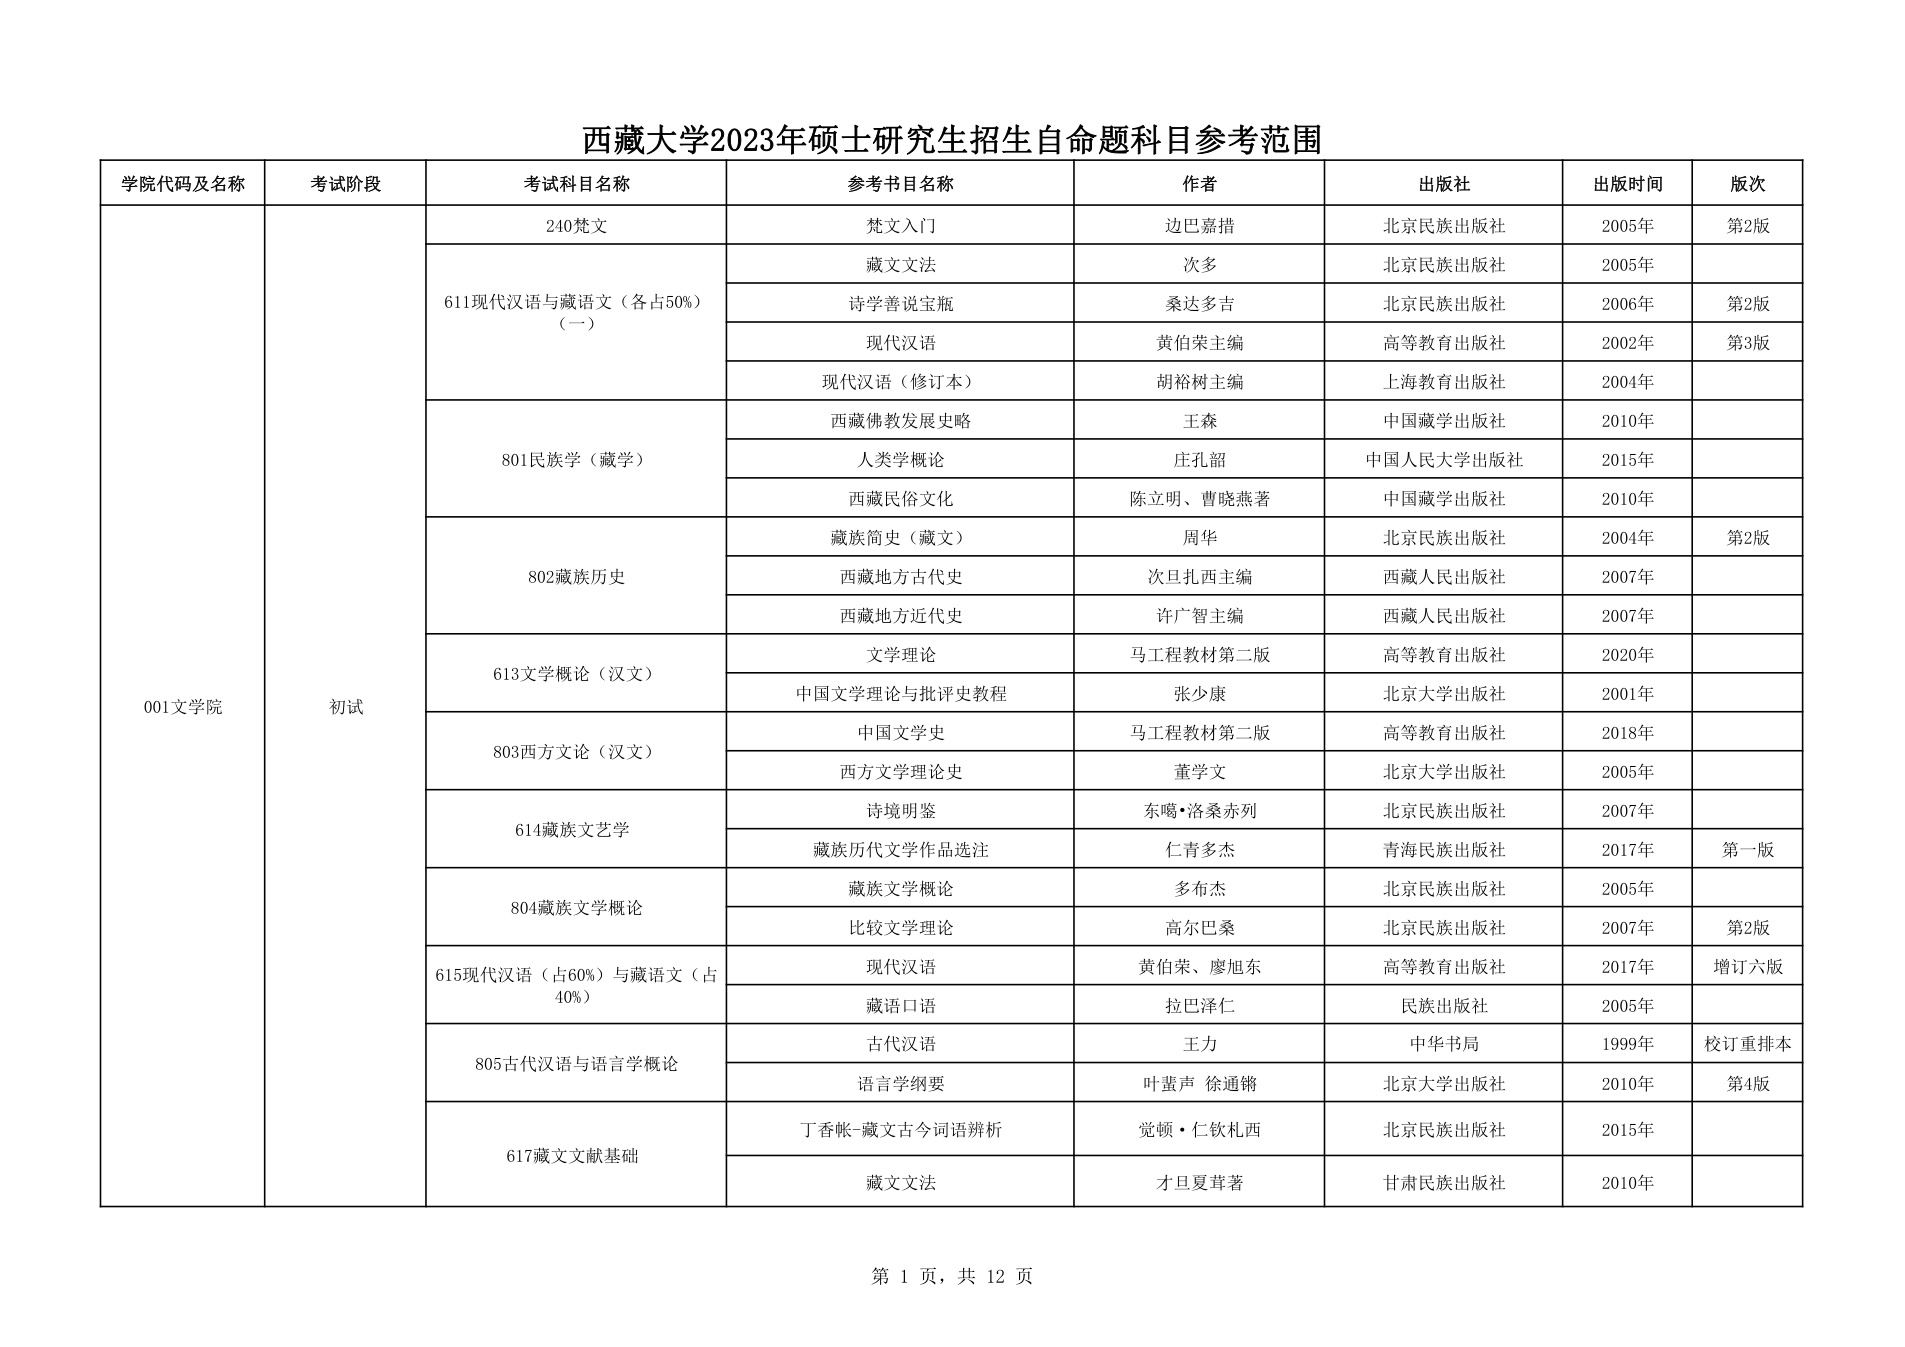 西藏大学2023年硕士研究生招生自命题科目参考范围
学院代码及名称 考试阶段 考试科目名称 参考书目名称 作者 出版社 出版时间 版次
001文学院 初试 240梵文 梵文入门 边巴嘉措 北京民族出版社 2005年 第2版
611现代汉语与藏语文（各占50%）
（一）
藏文文法 次多 北京民族出版社 2005年
诗学善说宝瓶 桑达多吉 北京民族出版社 2006年 第2版
现代汉语 黄伯荣主编 高等教育出版社 2002年 第3版
现代汉语（修订本） 胡裕树主编 上海教育出版社 2004年
801民族学（藏学） 西藏佛教发展史略 王森 中国藏学出版社 2010年
人类学概论 庄孔韶 中国人民大学出版社 2015年
西藏民俗文化 陈立明、曹晓燕著 中国藏学出版社 2010年
802藏族历史 藏族简史（藏文） 周华 北京民族出版社 2004年 第2版
西藏地方古代史 次旦扎西主编 西藏人民出版社 2007年
西藏地方近代史 许广智主编 西藏人民出版社 2007年
613文学概论（汉文） 文学理论 马工程教材第二版 高等教育出版社 2020年
中国文学理论与批评史教程 张少康 北京大学出版社 2001年
803西方文论（汉文） 中国文学史 马工程教材第二版 高等教育出版社 2018年
西方文学理论史 董学文 北京大学出版社 2005年
614藏族文艺学 诗境明鉴 东噶•洛桑赤列 北京民族出版社 2007年
藏族历代文学作品选注 仁青多杰 青海民族出版社 2017年 第一版
804藏族文学概论 藏族文学概论 多布杰 北京民族出版社 2005年
比较文学理论 高尔巴桑 北京民族出版社 2007年 第2版
615现代汉语（占60%）与藏语文（占
40%）
现代汉语 黄伯荣、廖旭东 高等教育出版社 2017年 增订六版
藏语口语 拉巴泽仁 民族出版社 2005年
805古代汉语与语言学概论 古代汉语 王力 中华书局 1999年 校订重排本
语言学纲要 叶蜚声 徐通锵 北京大学出版社 2010年 第4版
617藏文文献基础 丁香帐-藏文古今词语辨析 觉顿·仁钦札西 北京民族出版社 2015年
藏文文法 才旦夏茸著 甘肃民族出版社 2010年
第 1 页，共 12 页